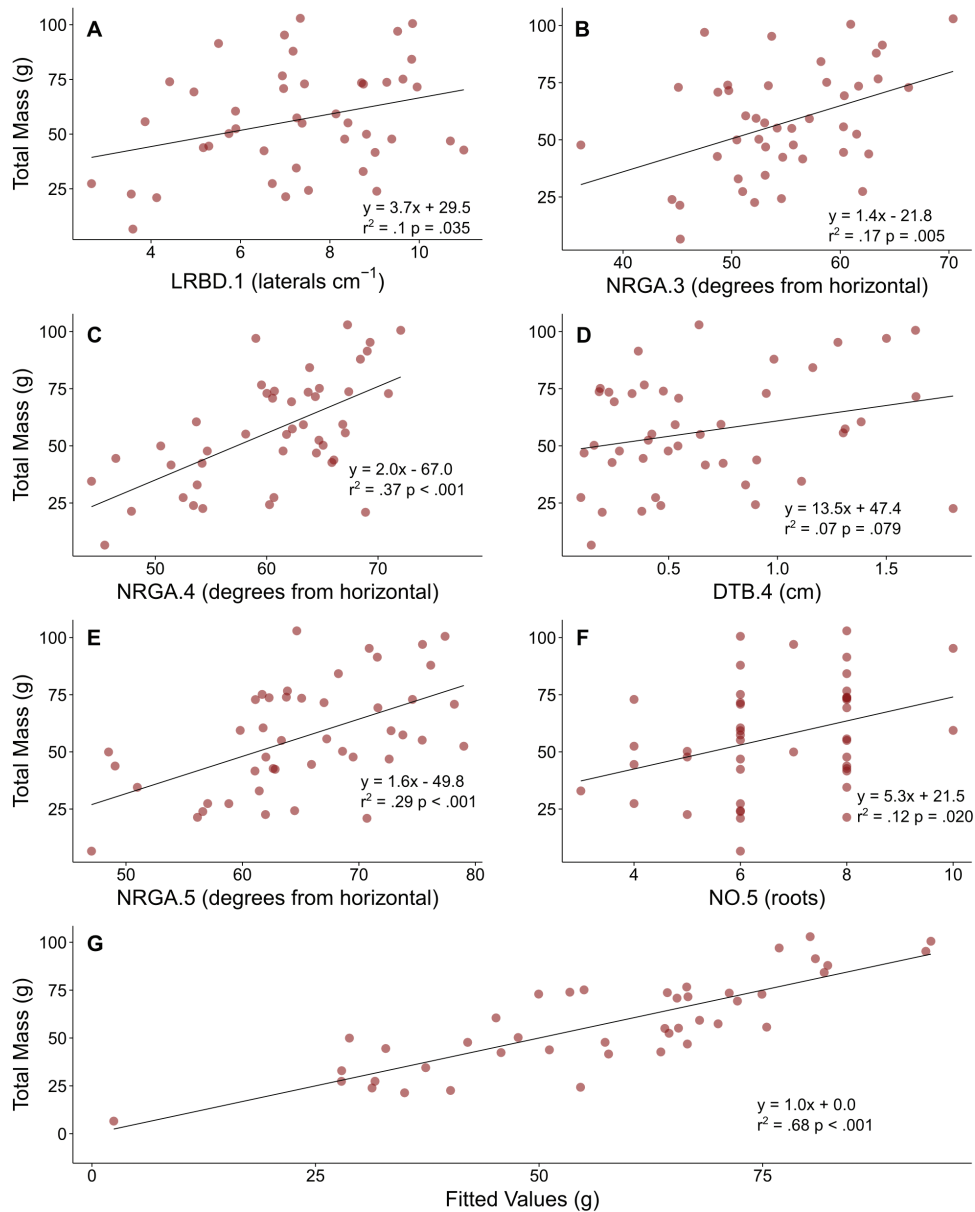 A
Total Mass (g)
100
75
50
25
y = 3.7x + 29.5
r² = .1 p = .035
4 6 8 10
LRBD.1 (laterals cm⁻¹)
B
Total Mass (g)
100
75
50
25
y = 1.4x - 21.8
r² = .17 p = .005
40 50 60 70
NRGA.3 (degrees from horizontal)
C
Total Mass (g)
100
75
50
25
y = 2.0x - 67.0
r² = .37 p < .001
50 60 70
NRGA.4 (degrees from horizontal)
D
Total Mass (g)
100
75
50
25
y = 13.5x + 47.4
r² = .07 p = .079
0.5 1.0 1.5
DTB.4 (cm)
E
Total Mass (g)
100
75
50
25
y = 1.6x - 49.8
r² = .29 p < .001
50 60 70 80
NRGA.5 (degrees from horizontal)
F
Total Mass (g)
100
75
50
25
y = 5.3x + 21.5
r² = .12 p = .020
4 6 8 10
NO.5 (roots)
G
Total Mass (g)
100
75
50
25
0
y = 1.0x + 0.0
r² = .68 p < .001
0 25 50 75
Fitted Values (g)